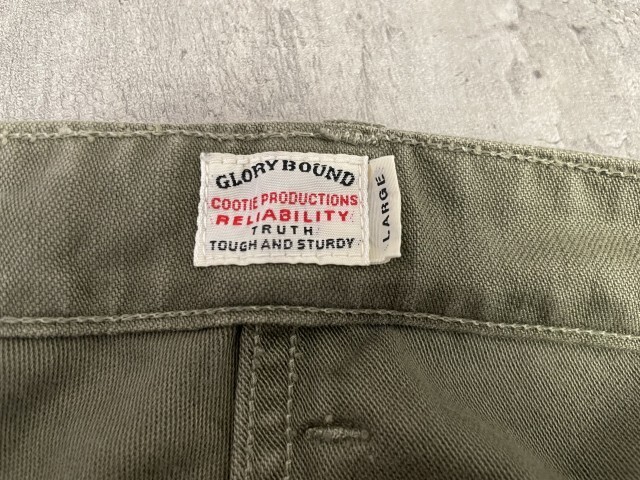 GLORY BOUND
COOTIE PRODUCTIONS
RELIABILITY
TRUTH
TOUGH AND STURDY
LARGE